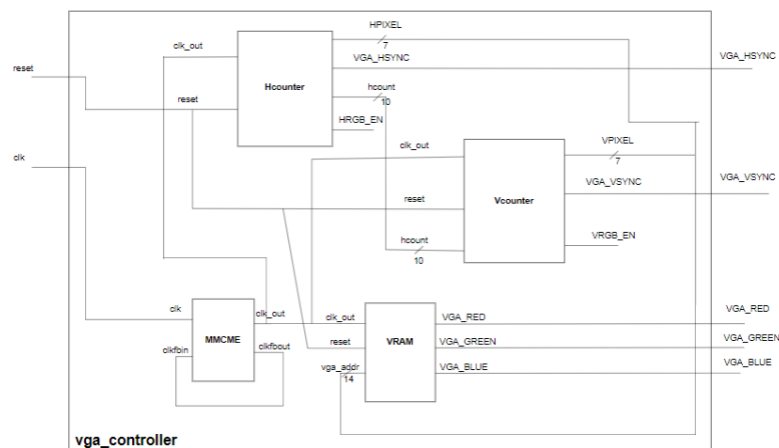 HPIXEL
7
clk_out
VGA_HSYNC
VGA_HSYNC
reset
Hcounter
hcount
10
reset
HRGB_EN
clk_out
VPIXEL
7
clk
VGA_VSYNC
VGA_VSYNC
reset
Vcounter
hcount
10
VRGB_EN
clk
clk_out
clk_out
VGA_RED
VGA_RED
MMCME
VRAM
clkfbin
clkfbout
reset
VGA_GREEN
VGA_GREEN
vga_addr
14
VGA_BLUE
VGA_BLUE
vga_controller